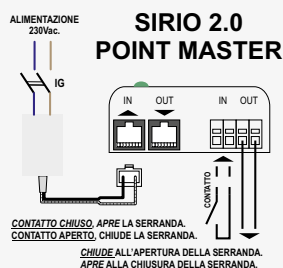 ALIMENTAZIONE
230Vac.
SIRIO 2.0
POINT MASTER
IG
IN OUT IN OUT
CONTATTO
CONTATTO CHIUSO, APRE LA SERRANDA.
CONTATTO APERTO, CHIUDE LA SERRANDA.
CHIUDE ALL'APERTURA DELLA SERRANDA.
APRE ALLA CHIUSURA DELLA SERRANDA.